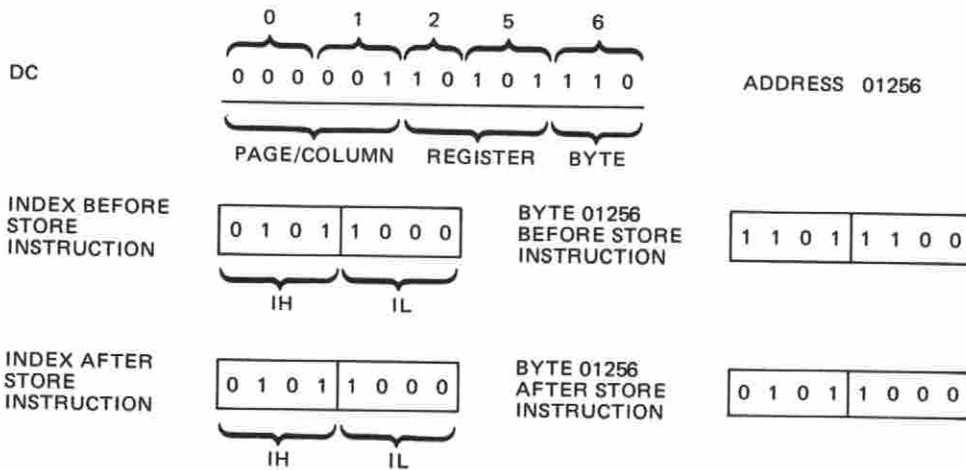 0 1 2 5 6
DC 0 0 0 0 0 1 1 0 1 0 1 1 1 0 ADDRESS 01256
PAGE/COLUMN REGISTER BYTE
INDEX BEFORE
STORE
INSTRUCTION
0 1 0 1 1 0 0 0
IH IL
BYTE 01256
BEFORE STORE
INSTRUCTION
1 1 0 1 1 1 0 0
INDEX AFTER
STORE
INSTRUCTION
0 1 0 1 1 0 0 0
IH IL
BYTE 01256
AFTER STORE
INSTRUCTION
0 1 0 1 1 0 0 0